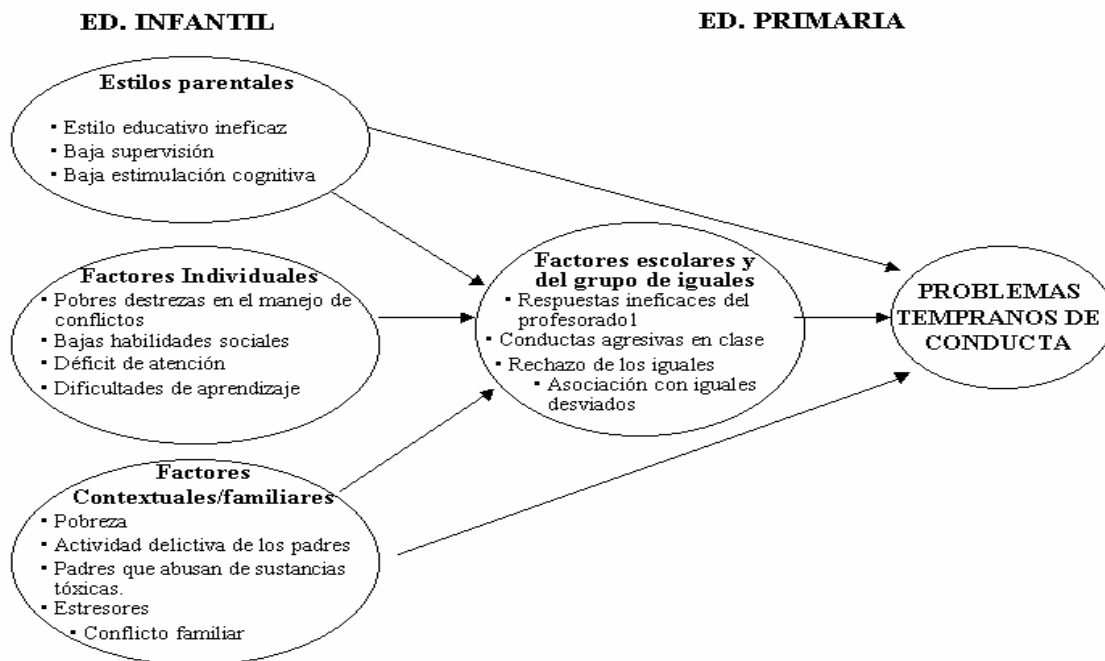 ED. INFANTIL
ED. PRIMARIA
Estilos parentales
▪ Estilo educativo ineficaz
▪ Baja supervisión
▪ Baja estimulación cognitiva
Factores Individuales
▪ Pobres destrezas en el manejo de
conflictos
▪ Bajas habilidades sociales
▪ Déficit de atención
▪ Dificultades de aprendizaje
Factores
Contextuales/familiares
▪ Pobreza
▪ Actividad delictiva de los padres
▪ Padres que abusan de sustancias
tóxicas.
▪ Estresores
▪ Conflicto familiar
Factores escolares y
del grupo de iguales
▪ Respuestas ineficaces del
profesorado1
▪ Conductas agresivas en clase
▪ Rechazo de los iguales
▪ Asociación con iguales
desviados
PROBLEMAS
TEMPRANOS DE
CONDUCTA